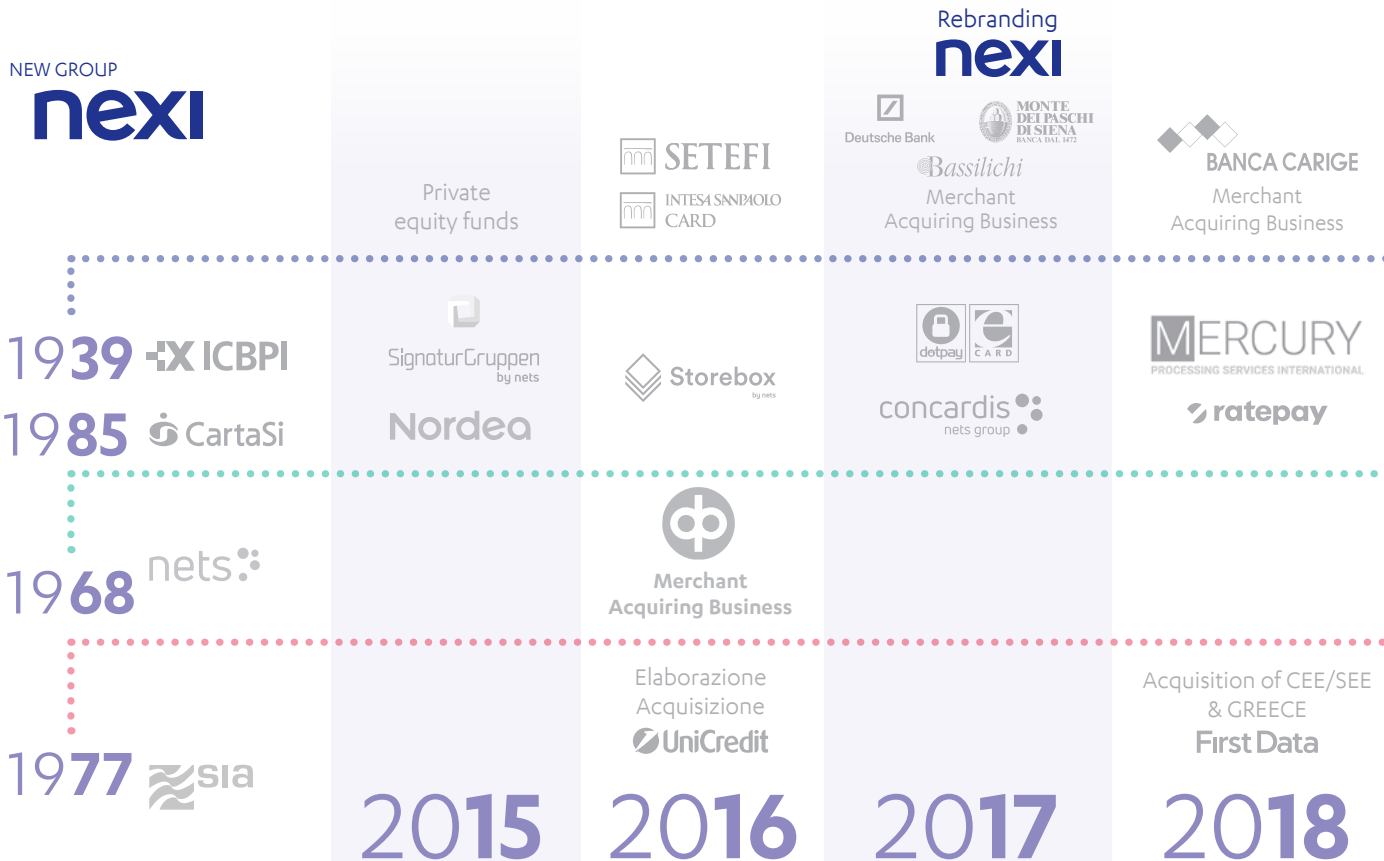 NEW GROUP
nexi
Private
equity funds
SETEFI
INTESA SANPAOLO
CARD
Rebranding
nexi
Deutsche Bank
MONTE
DEI PASCHI
DI SIENA
BANCA DAL 1472
Bassilichi
Merchant
Acquiring Business
BANCA CARIGE
Merchant
Acquiring Business
1939 ICBPI
1985 CartaSi
SignaturGruppen
by nets
Nordea
Storebox
by nets
dotpay
e
CARD
concardis
nets group
MERCURY
PROCESSING SERVICES INTERNATIONAL
ratepay
1968 nets
op
Merchant
Acquiring Business
1977 sia
Elaborazione
Acquisizione
UniCredit
Acquisition of CEE/SEE
& GREECE
First Data
2015
2016
2017
2018